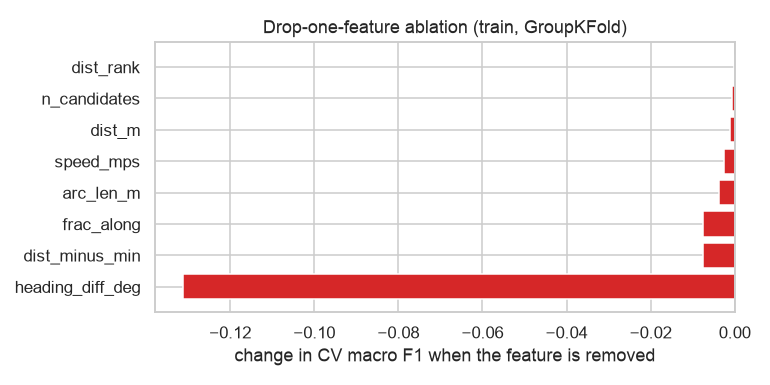 Drop-one-feature ablation (train, GroupKFold)
dist_rank
n_candidates
dist_m
speed_mps
arc_len_m
frac_along
dist_minus_min
heading_diff_deg
−0.12 −0.10 −0.08 −0.06 −0.04 −0.02 0.00
change in CV macro F1 when the feature is removed